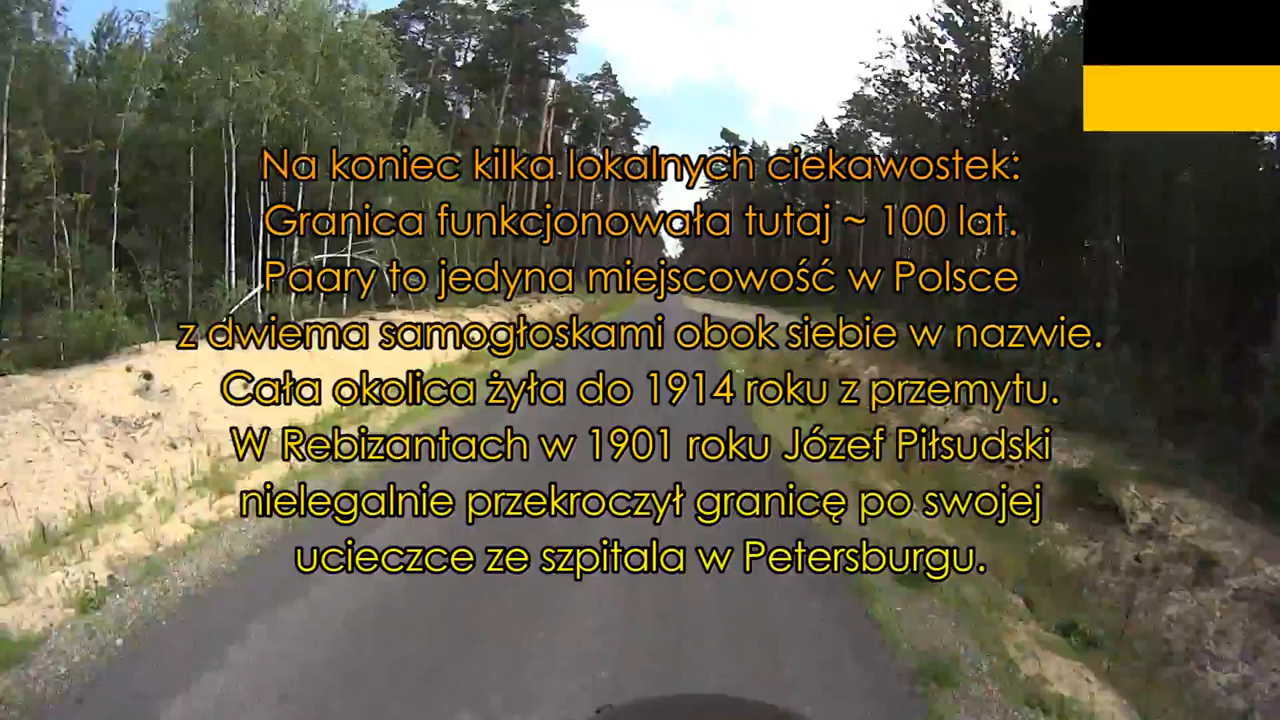 Na koniec kilka lokalnych ciekawostek:
Granica funkcjonowała tutaj ~ 100 lat.
Paary to jedyna miejscowość w Polsce
z dwiema samogłoskami obok siebie w nazwie.
Cała okolica żyła do 1914 roku z przemytu.
W Rebizantach w 1901 roku Józef Piłsudski
nielegalnie przekroczył granicę po swojej
ucieczce ze szpitala w Petersburgu.